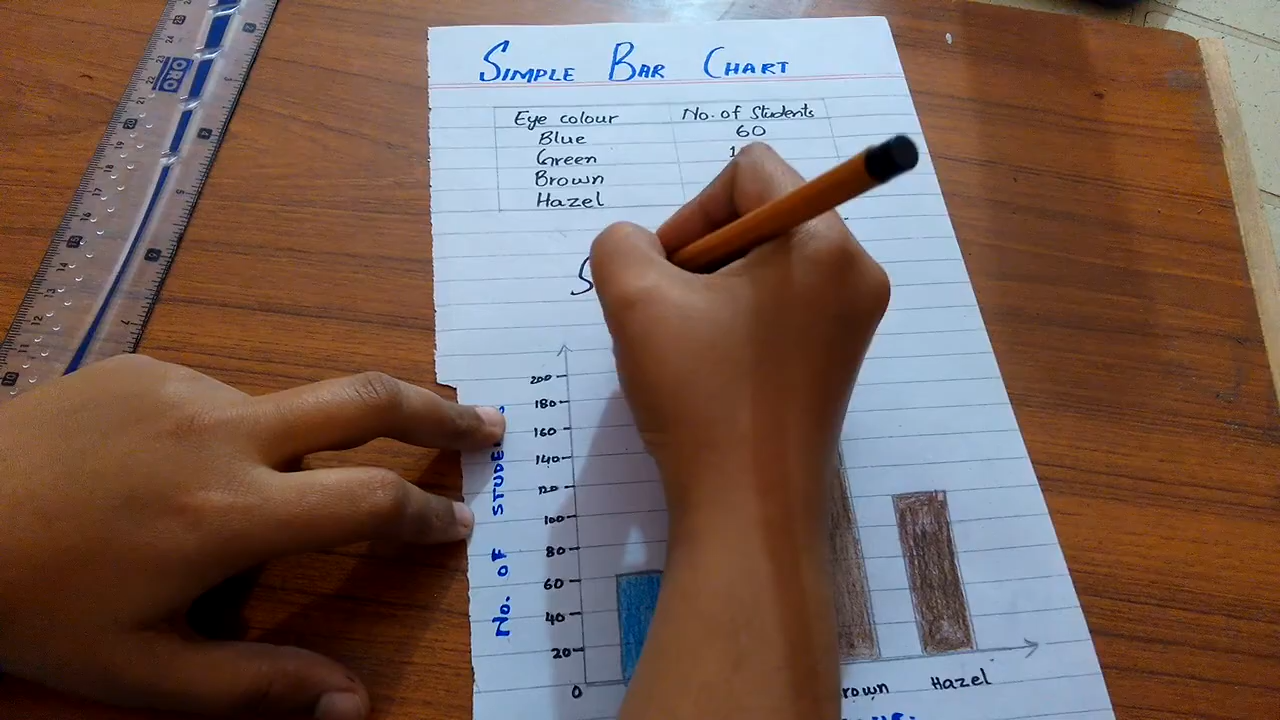 SIMPLE BAR CHART
Eye colour No. of Students
Blue 60
Green
Brown
Hazel
S
200
180
160
140
120
100
80
60
40
20
0
No. OF
Hazel
ORO